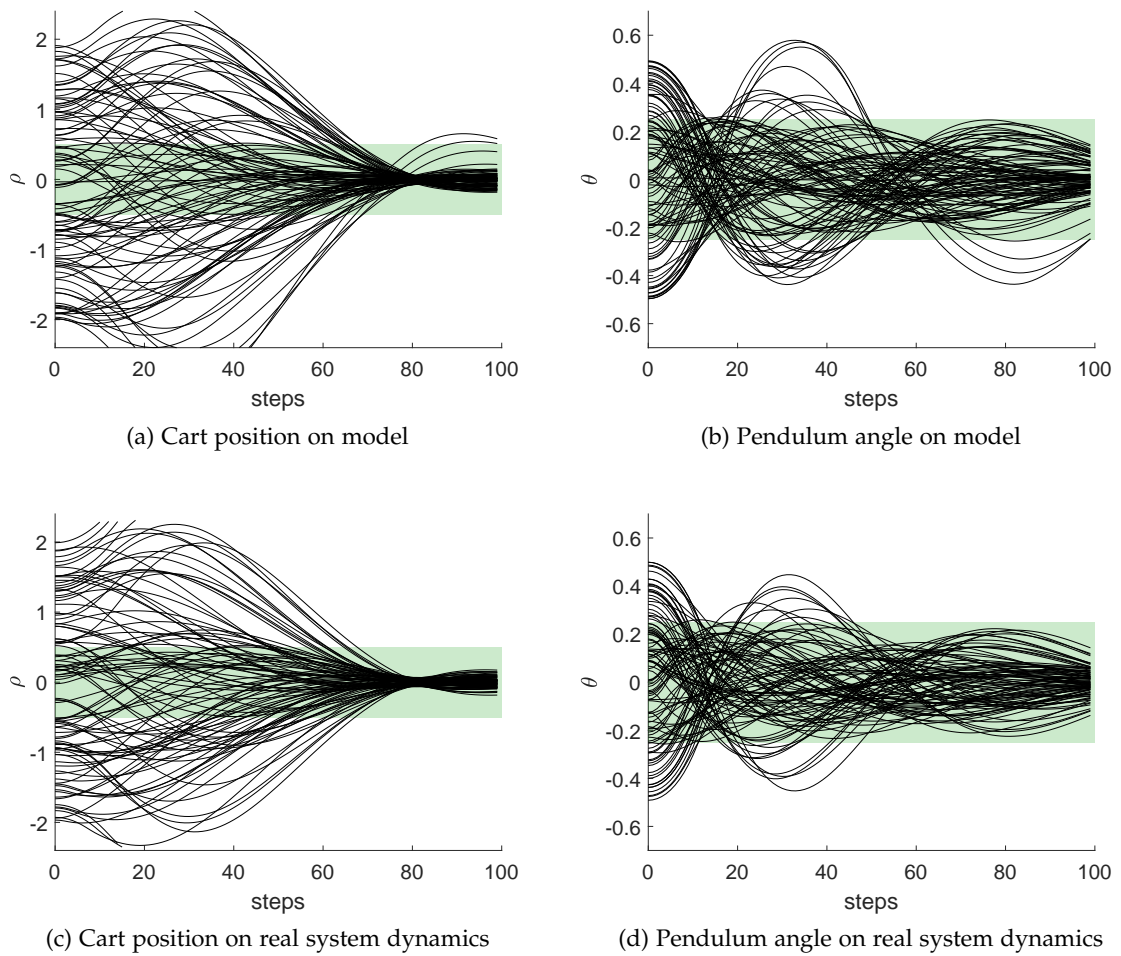 2
1
0
-1
-2
ρ
0 20 40 60 80 100
steps
(a) Cart position on model
0.6
0.4
0.2
0
-0.2
-0.4
-0.6
θ
0 20 40 60 80 100
steps
(b) Pendulum angle on model
2
1
0
-1
-2
ρ
0 20 40 60 80 100
steps
(c) Cart position on real system dynamics
0.6
0.4
0.2
0
-0.2
-0.4
-0.6
θ
0 20 40 60 80 100
steps
(d) Pendulum angle on real system dynamics